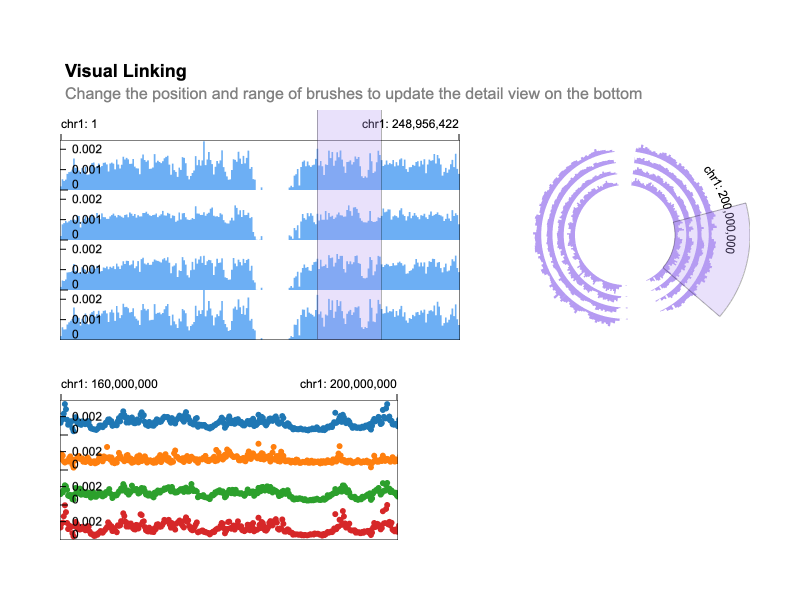 Visual Linking
Change the position and range of brushes to update the detail view on the bottom
chr1: 1
chr1: 248,956,422
0.002
0.001
0
0.002
0.001
0
0.002
0.001
0
0.002
0.001
0
chr1: 200,000,000
chr1: 160,000,000
chr1: 200,000,000
0.002
0
0.002
0
0.002
0
0.002
0